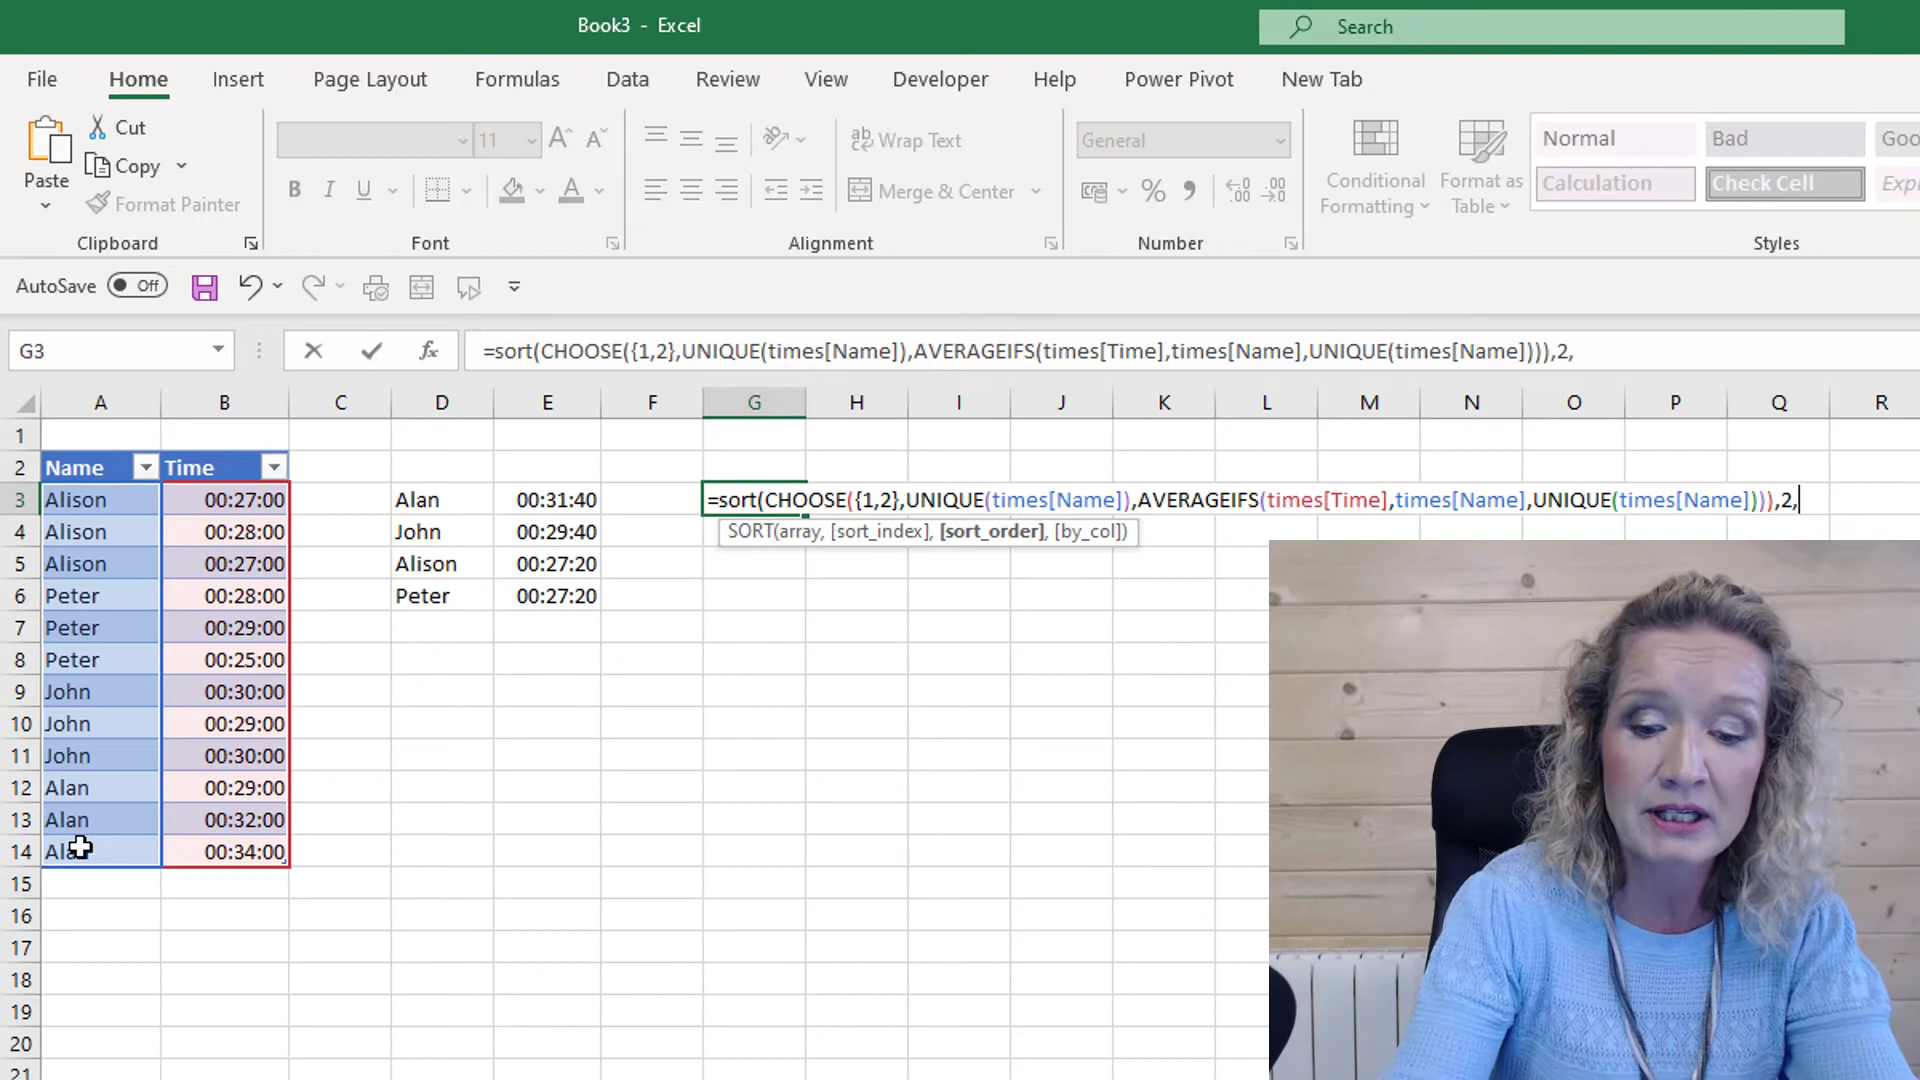 Book3 - Excel
Search
File Home Insert Page Layout Formulas Data Review View Developer Help Power Pivot New Tab
Paste
Cut
Copy
Format Painter
Clipboard
11
A A
B I U
A
Font
ab Wrap Text
Merge & Center
Alignment
General
%
Number
Conditional Formatting
Format as Table
Normal Bad
Calculation Check Cell
Styles
AutoSave Off
G3
fx
=sort(CHOOSE({1,2},UNIQUE(times[Name]),AVERAGEIFS(times[Time],times[Name],UNIQUE(times[Name]))),2,
A B C D E F G H I J K L M N O P Q R
1
2 Name Time
3 Alison 00:27:00 Alan 00:31:40 =sort(CHOOSE({1,2},UNIQUE(times[Name]),AVERAGEIFS(times[Time],times[Name],UNIQUE(times[Name]))),2,
SORT(array, [sort_index], [sort_order], [by_col])
4 Alison 00:28:00 John 00:29:40
5 Alison 00:27:00 Alison 00:27:20
6 Peter 00:28:00 Peter 00:27:20
7 Peter 00:29:00
8 Peter 00:25:00
9 John 00:30:00
10 John 00:29:00
11 John 00:30:00
12 Alan 00:29:00
13 Alan 00:32:00
14 Alan 00:34:00
15
16
17
18
19
20
21